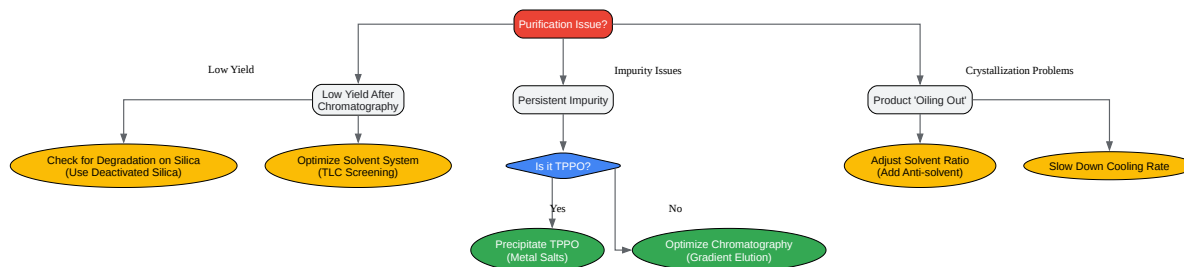 Purification Issue?
Low Yield
Impurity Issues
Crystallization Problems
Low Yield After
Chromatography
Persistent Impurity
Product 'Oiling Out'
Check for Degradation on Silica
(Use Deactivated Silica)
Optimize Solvent System
(TLC Screening)
Is it TPPO?
Adjust Solvent Ratio
(Add Anti-solvent)
Slow Down Cooling Rate
Yes
No
Precipitate TPPO
(Metal Salts)
Optimize Chromatography
(Gradient Elution)